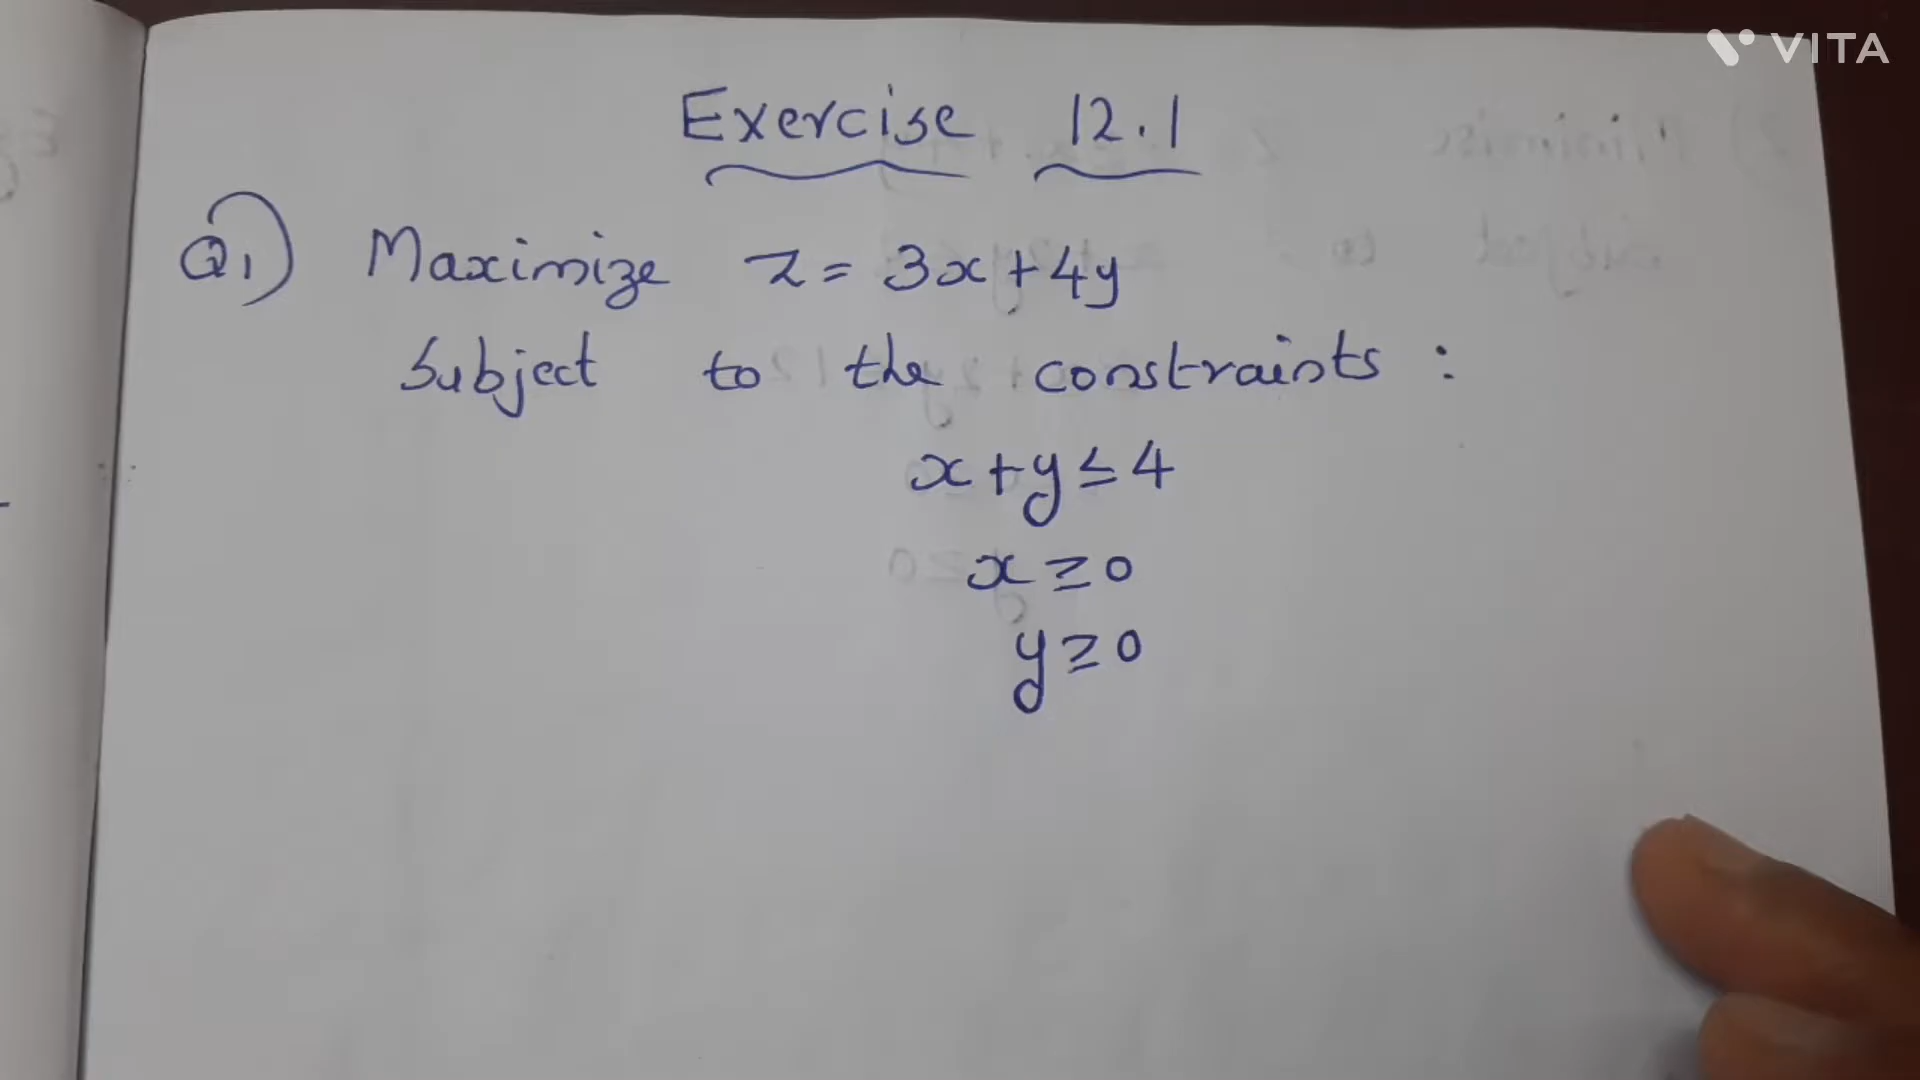 VITA
Exercise 12.1
Q1) Maximize z = 3x+4y
Subject to the constraints :
x+y≤4
x≥0
y≥0